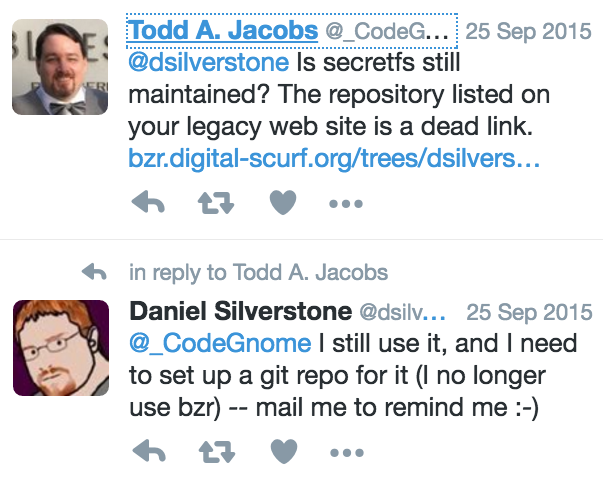 Todd A. Jacobs @_CodeG... 25 Sep 2015
@dsilverstone Is secretfs still
maintained? The repository listed on
your legacy web site is a dead link.
bzr.digital-scurf.org/trees/dsilvers...
in reply to Todd A. Jacobs
Daniel Silverstone @dsilv... 25 Sep 2015
@_CodeGnome I still use it, and I need
to set up a git repo for it (I no longer
use bzr) -- mail me to remind me :-)